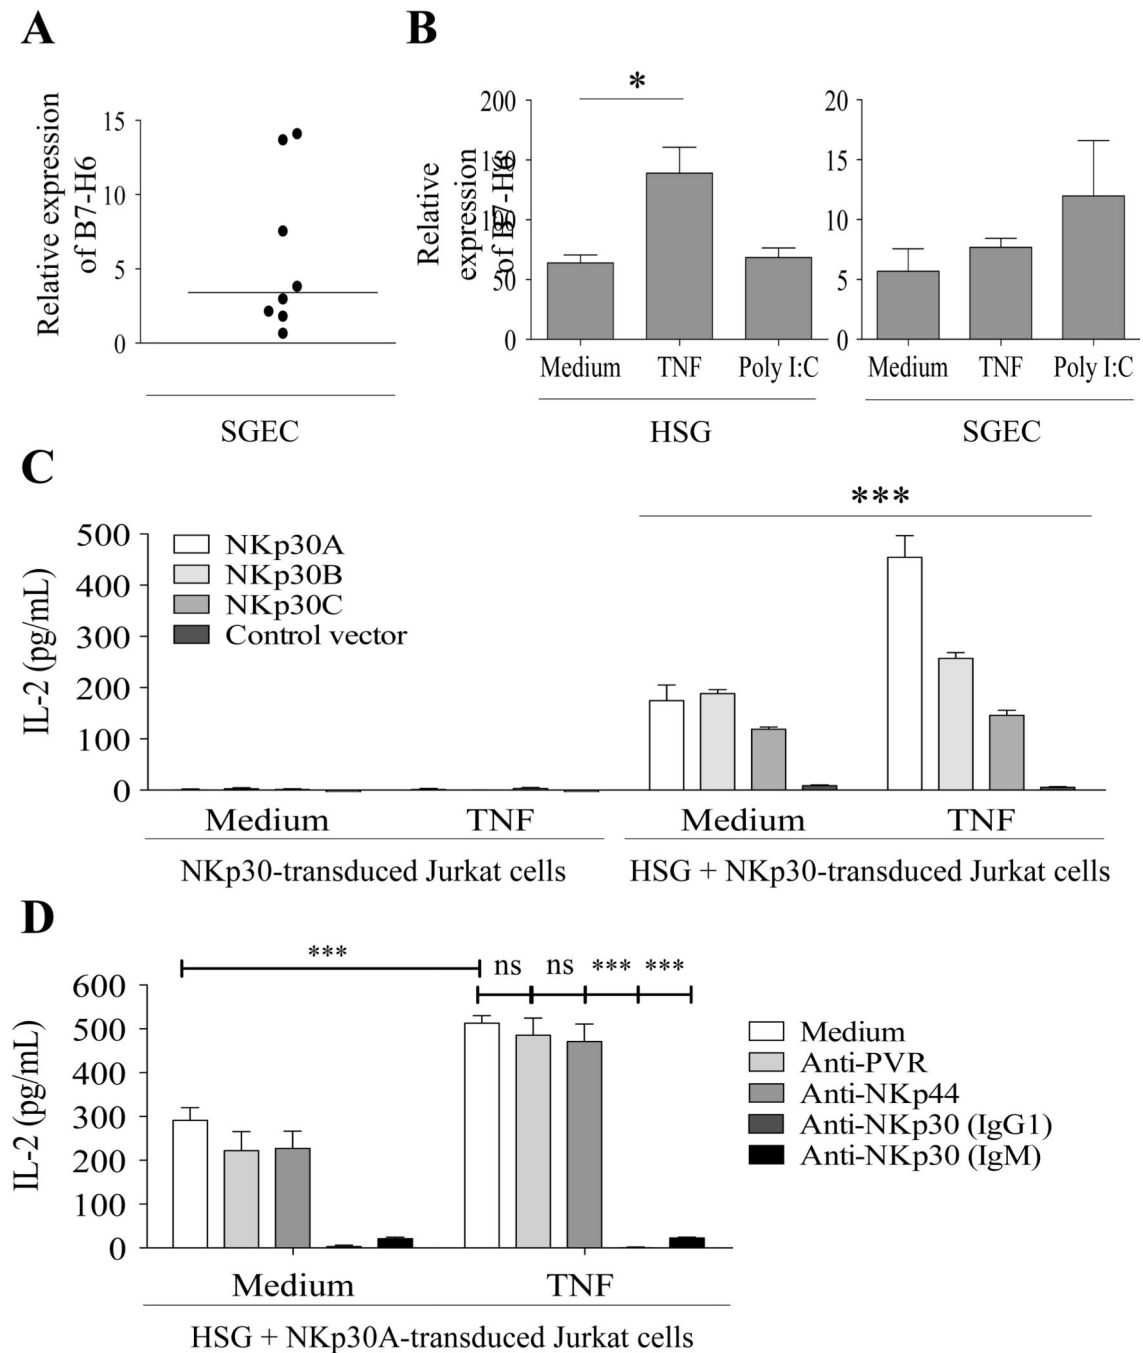 A
Relative expression
of B7-H6
15
10
5
0
SGEC
B
Relative
expression
of B7-H6
200
150
100
50
0
*
Medium TNF Poly I:C
HSG
20
15
10
5
0
Medium TNF Poly I:C
SGEC
C
IL-2 (pg/mL)
500
400
300
200
100
0
NKp30A
NKp30B
NKp30C
Control vector
***
Medium TNF
NKp30-transduced Jurkat cells
Medium TNF
HSG + NKp30-transduced Jurkat cells
D
IL-2 (pg/mL)
600
500
400
300
200
100
0
*** ns ns *** ***
Medium
Anti-PVR
Anti-NKp44
Anti-NKp30 (IgG1)
Anti-NKp30 (IgM)
Medium TNF
HSG + NKp30A-transduced Jurkat cells